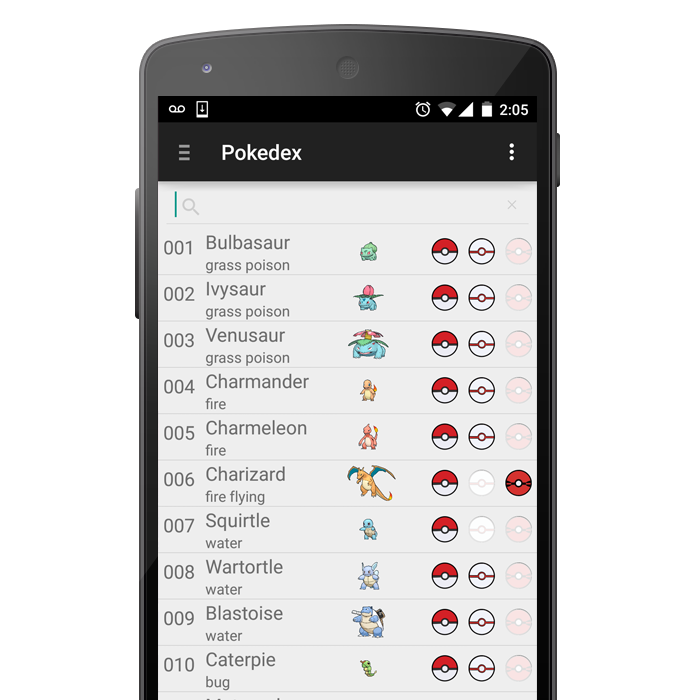 2:05
Pokedex
001 Bulbasaur
grass poison
002 Ivysaur
grass poison
003 Venusaur
grass poison
004 Charmander
fire
005 Charmeleon
fire
006 Charizard
fire flying
007 Squirtle
water
008 Wartortle
water
009 Blastoise
water
010 Caterpie
bug